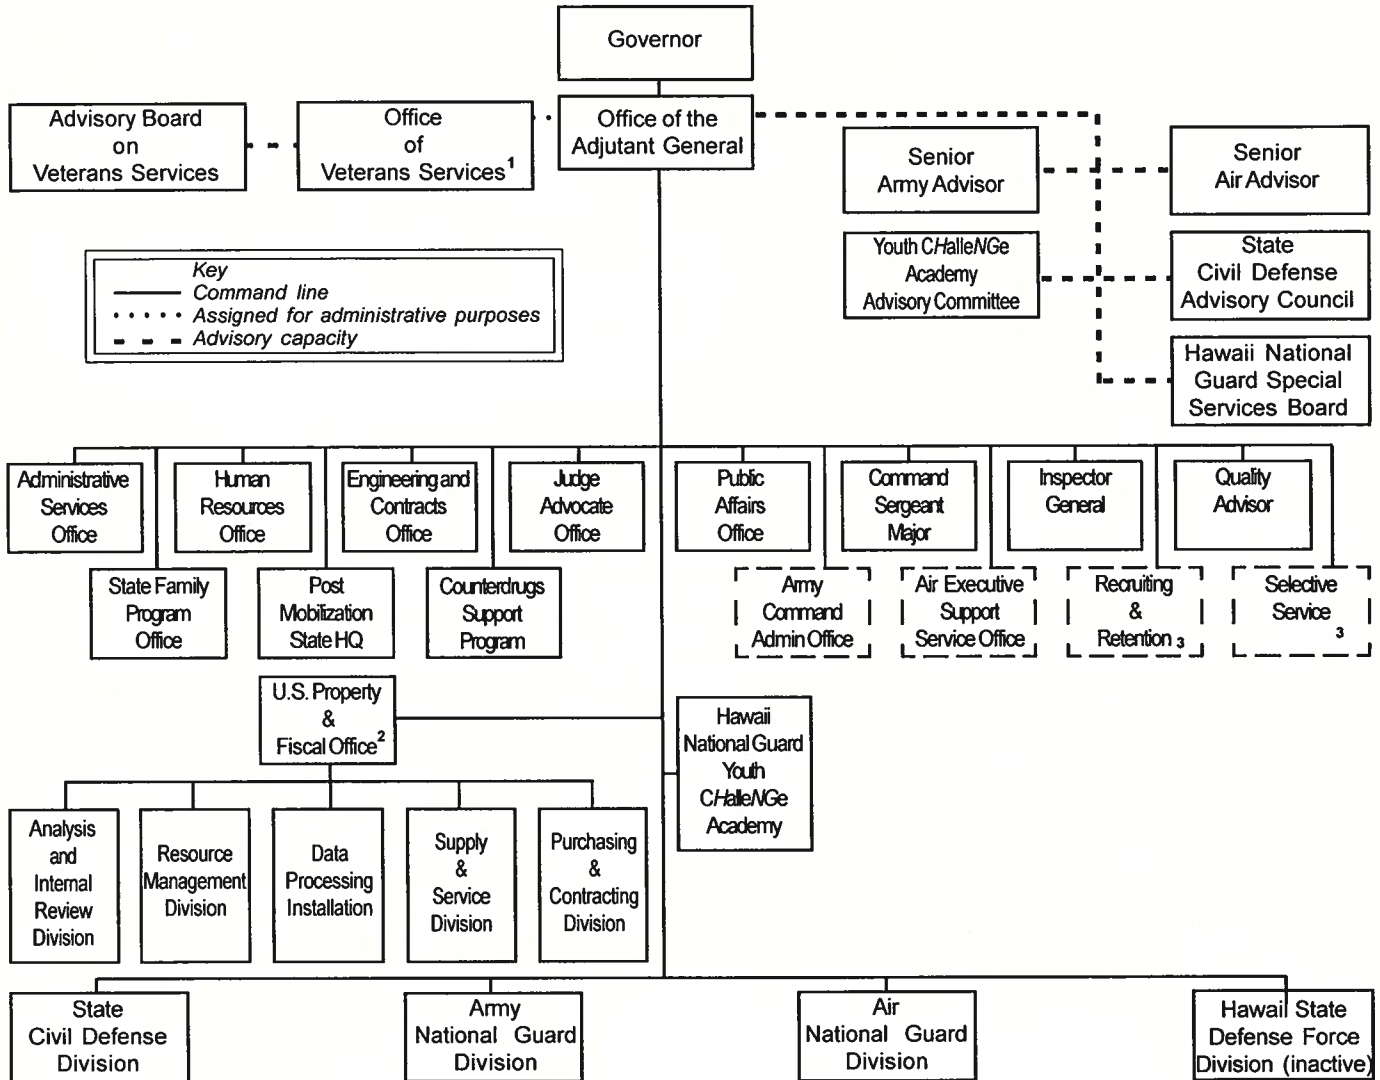 Governor
Office of the
Adjutant General
Advisory Board
on
Veterans Services
Office
of
Veterans Services1
Senior
Army Advisor
Senior
Air Advisor
Youth CHalleNGe
Academy
Advisory Committee
State
Civil Defense
Advisory Council
Hawaii National
Guard Special
Services Board
Key
Command line
Assigned for administrative purposes
Advisory capacity
Administrative
Services
Office
Human
Resources
Office
Engineering and
Contracts
Office
Judge
Advocate
Office
Public
Affairs
Office
Command
Sergeant
Major
Inspector
General
Quality
Advisor
State Family
Program
Office
Post
Mobilization
State HQ
Counterdrugs
Support
Program
Army
Command
Admin Office
Air Executive
Support
Service Office
Recruiting
&
Retention 3
Selective
Service
3
U.S. Property
&
Fiscal Office2
Hawaii
National Guard
Youth
CHalleNGe
Academy
Analysis
and
Internal
Review
Division
Resource
Management
Division
Data
Processing
Installation
Supply
&
Service
Division
Purchasing
&
Contracting
Division
State
Civil Defense
Division
Army
National Guard
Division
Air
National Guard
Division
Hawaii State
Defense Force
Division (inactive)